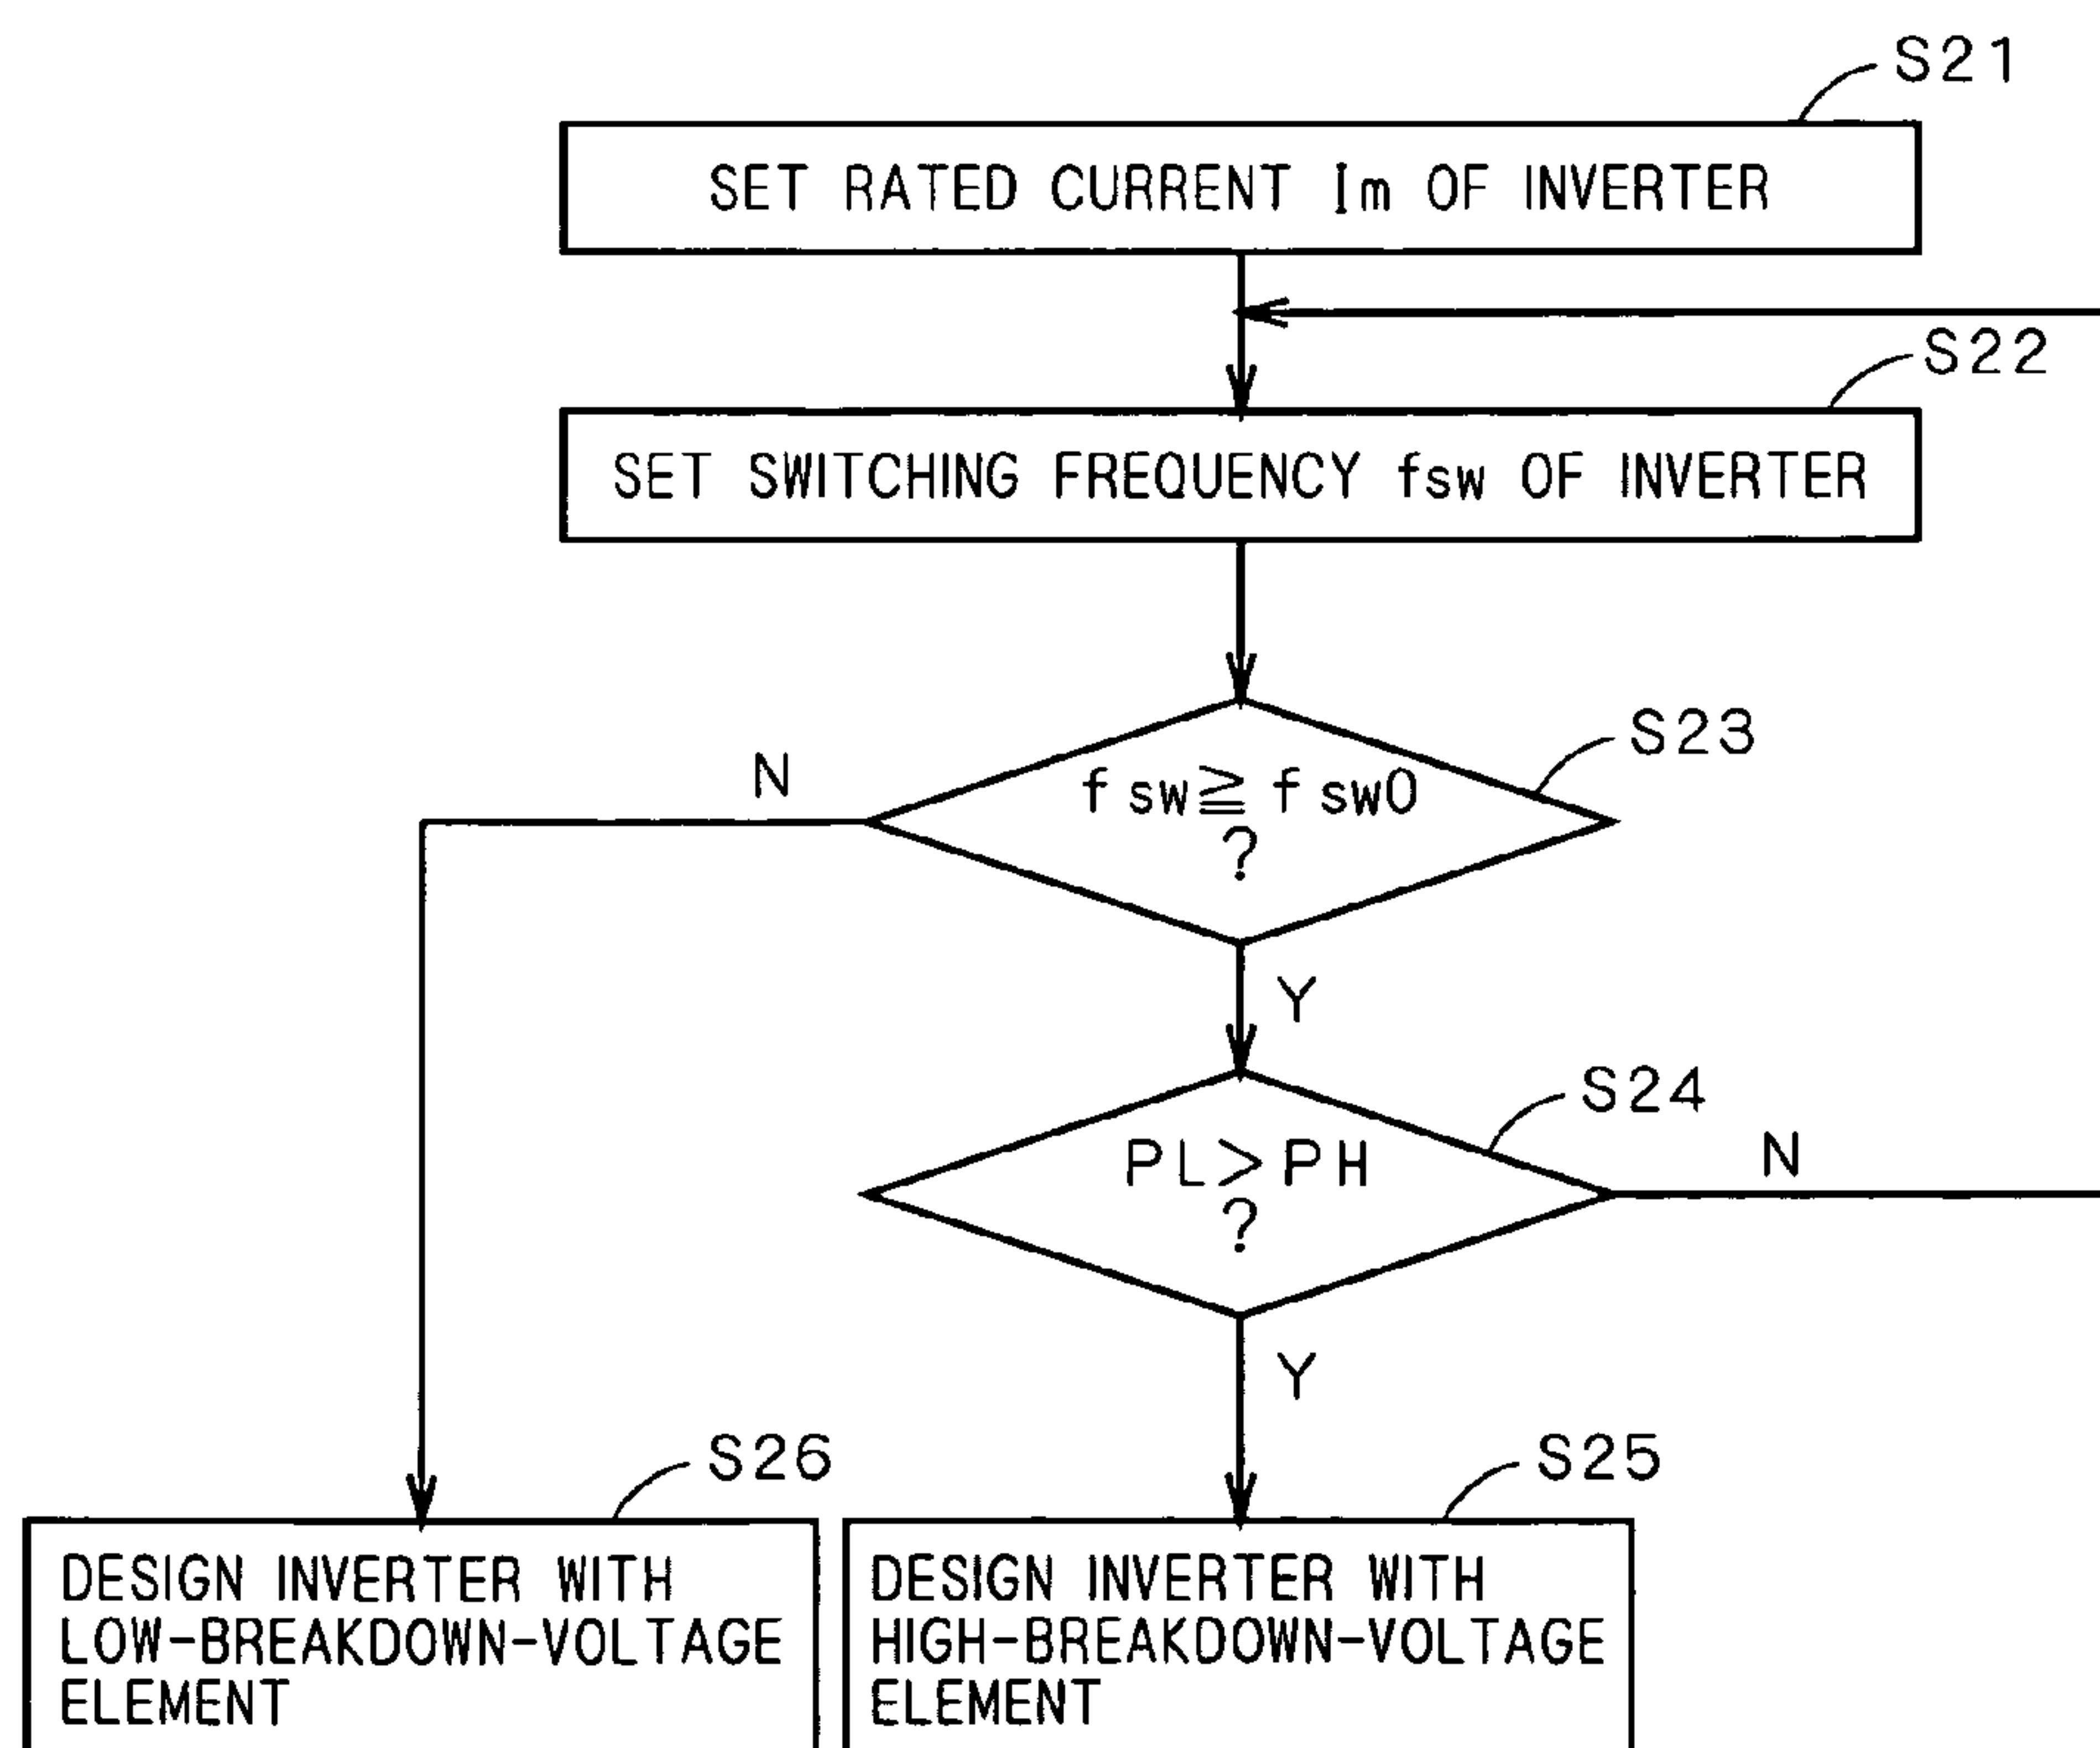 S21
SET RATED CURRENT Im OF INVERTER
S22
SET SWITCHING FREQUENCY fsw OF INVERTER
S23
N
fsw≧fsw0
?
Y
S24
PL>PH
?
N
Y
S26
S25
DESIGN INVERTER WITH
LOW-BREAKDOWN-VOLTAGE
ELEMENT
DESIGN INVERTER WITH
HIGH-BREAKDOWN-VOLTAGE
ELEMENT